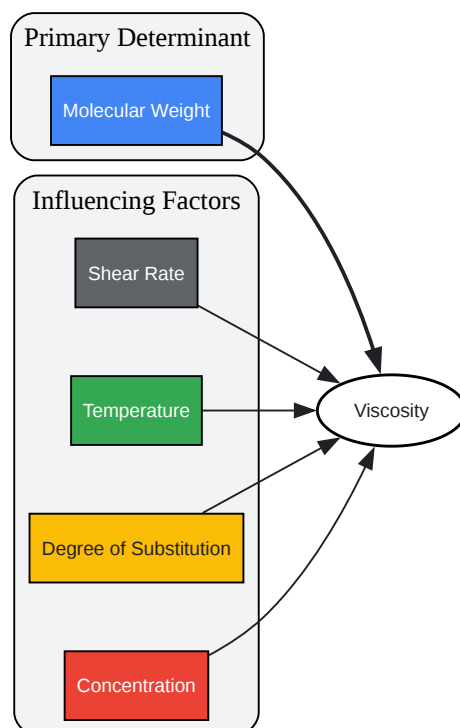 Primary Determinant
Molecular Weight
Influencing Factors
Shear Rate
Temperature
Viscosity
Degree of Substitution
Concentration